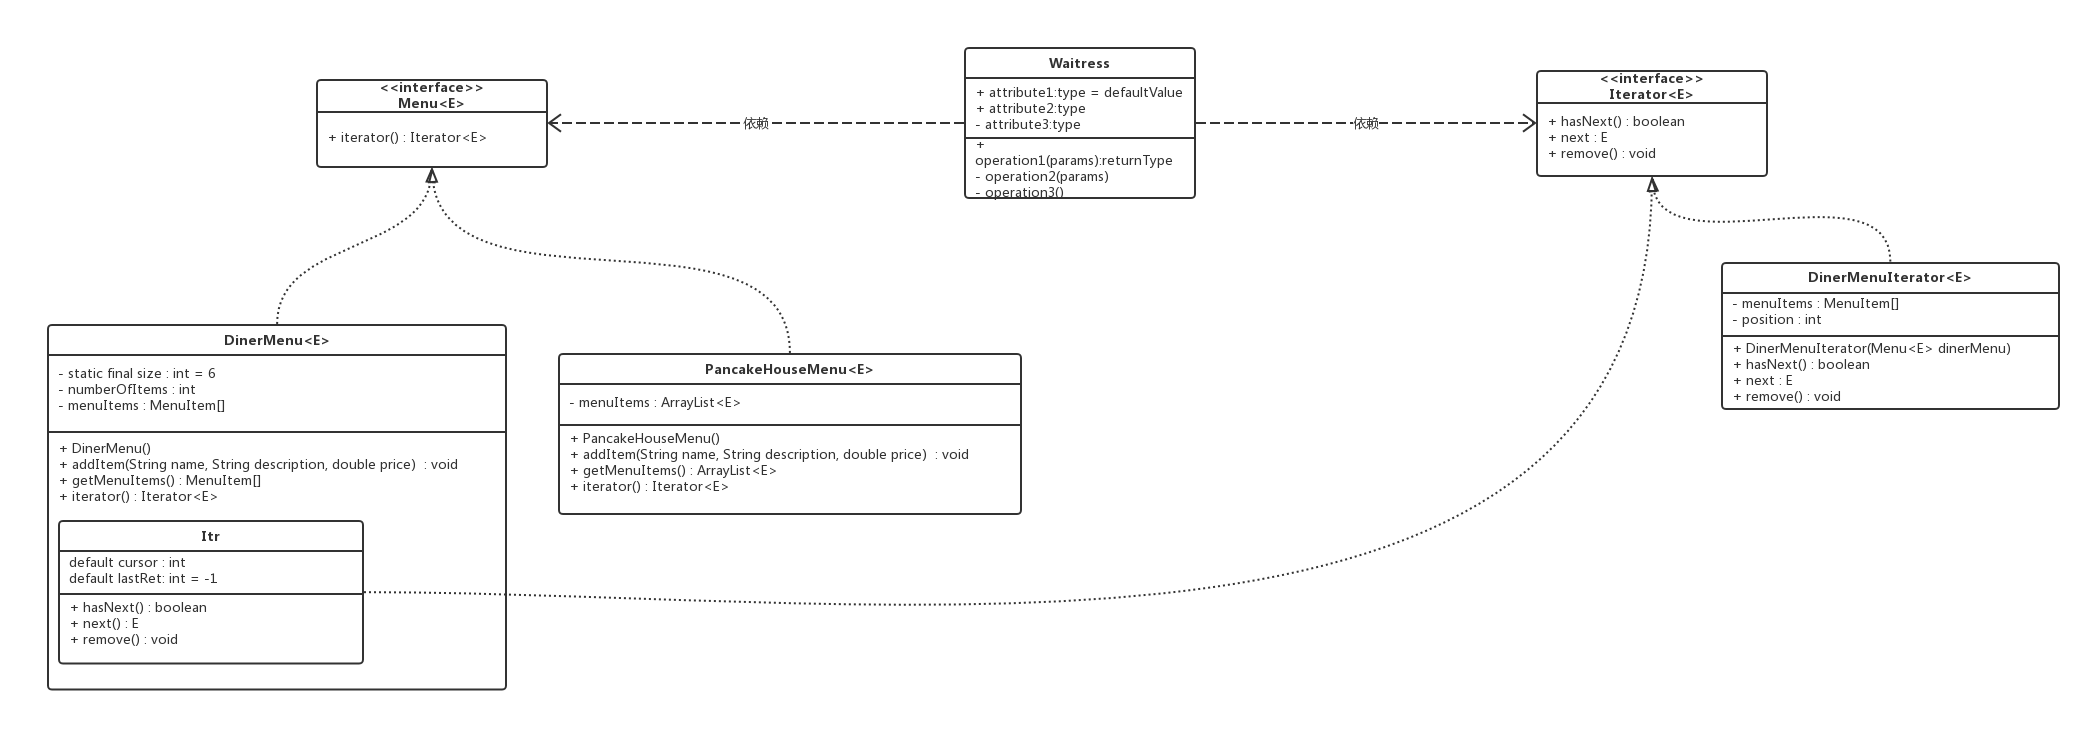 <<interface>>
Menu<E>
+ iterator() : Iterator<E>
依赖
Waitress
+ attribute1:type = defaultValue
+ attribute2:type
- attribute3:type
+
operation1(params):returnType
- operation2(params)
- operation3()
依赖
<<interface>>
Iterator<E>
+ hasNext() : boolean
+ next : E
+ remove() : void
DinerMenu<E>
- static final size : int = 6
- numberOfItems : int
- menuItems : MenuItem[]
+ DinerMenu()
+ addItem(String name, String description, double price)  : void
+ getMenuItems() : MenuItem[]
+ iterator() : Iterator<E>
Itr
default cursor : int
default lastRet: int = -1
+ hasNext() : boolean
+ next() : E
+ remove() : void
PancakeHouseMenu<E>
- menuItems : ArrayList<E>
+ PancakeHouseMenu()
+ addItem(String name, String description, double price)  : void
+ getMenuItems() : ArrayList<E>
+ iterator() : Iterator<E>
DinerMenuIterator<E>
- menuItems : MenuItem[]
- position : int
+ DinerMenuIterator(Menu<E> dinerMenu)
+ hasNext() : boolean
+ next : E
+ remove() : void